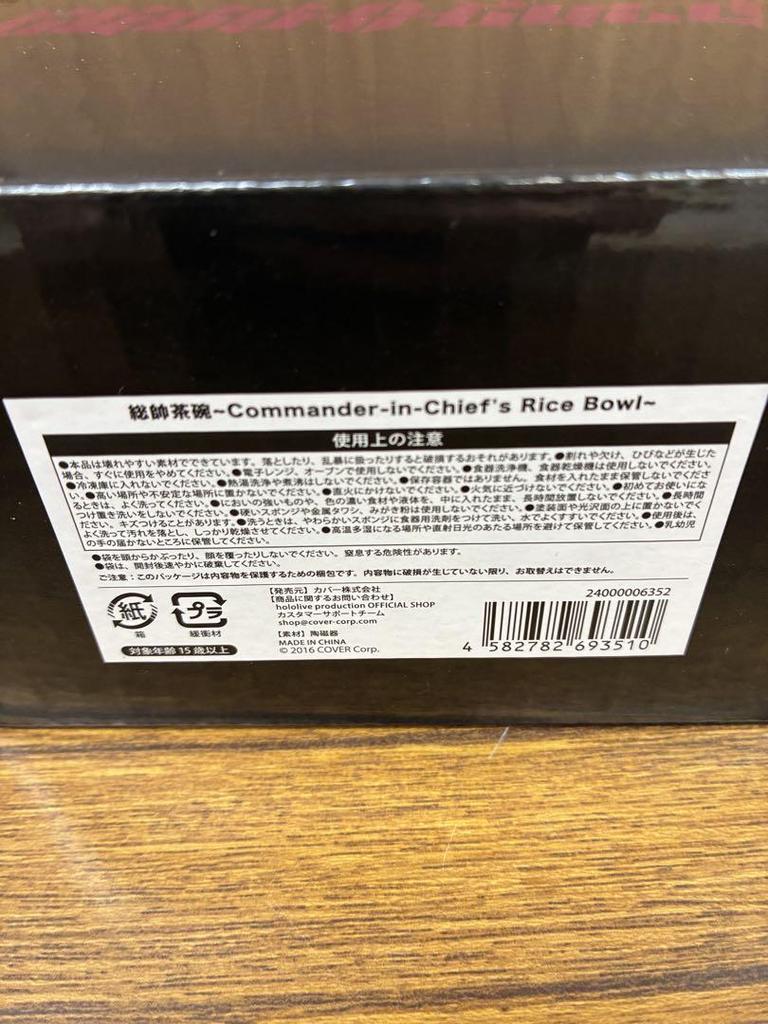 総帥茶碗~Commander-in-Chief's Rice Bowl~
使用上の注意
●本品は壊れやすい素材でできています。落としたり、乱暴に扱ったりすると破損するおそれがあります。●割れや欠け、ひびなどが生じた
場合、すぐに使用をやめてください。●電子レンジ、オーブンで使用しないでください。●食器洗浄機、食器乾燥機は使用しないでください。
●冷凍庫に入れないでください。●熱湯洗浄や煮沸はしないでください。●保存容器ではありません。食材を入れたまま保管しないでくださ
い。●高い場所や不安定な場所に置かないでください。●直火にかけないでください。●火気に近づけないでください。●初めてお使いにな
るときは、よく洗ってください。●においの強いものや、色の濃い食材や液体を、中に入れたまま、長時間放置しないでください。●長時間
つけ置き洗いをしないでください。●硬いスポンジや金属タワシ、みがき粉は使用しないでください。●塗装面や光沢面の上に置かないでく
ださい。キズつけることがあります。●洗うときは、やわらかいスポンジに食器用洗剤をつけて洗い、水でよくすすいでください。●使用後は、
よく洗って汚れを落とし、しっかり乾燥させてください。●高温多湿になる場所や直射日光のあたる場所を避けて保管してください。●乳幼児
の手の届かないところに保管してください。
●袋を頭からかぶったり、顔を覆ったりしないでください。窒息する危険性があります。
●袋は、開封後速やかに破棄してください。
ご注意：このパッケージは内容物を保護するための梱包です。内容物に破損が生じていない限り、お取替えはできません。
紙
箱
プラ
緩衝材
対象年齢15歳以上
【発売元】カバー株式会社
【商品に関するお問い合わせ】
hololive production OFFICIAL SHOP
カスタマーサポートチーム
shop@cover-corp.com
【素材】陶磁器
MADE IN CHINA
© 2016 COVER Corp.
24000006352
4 582782 693510